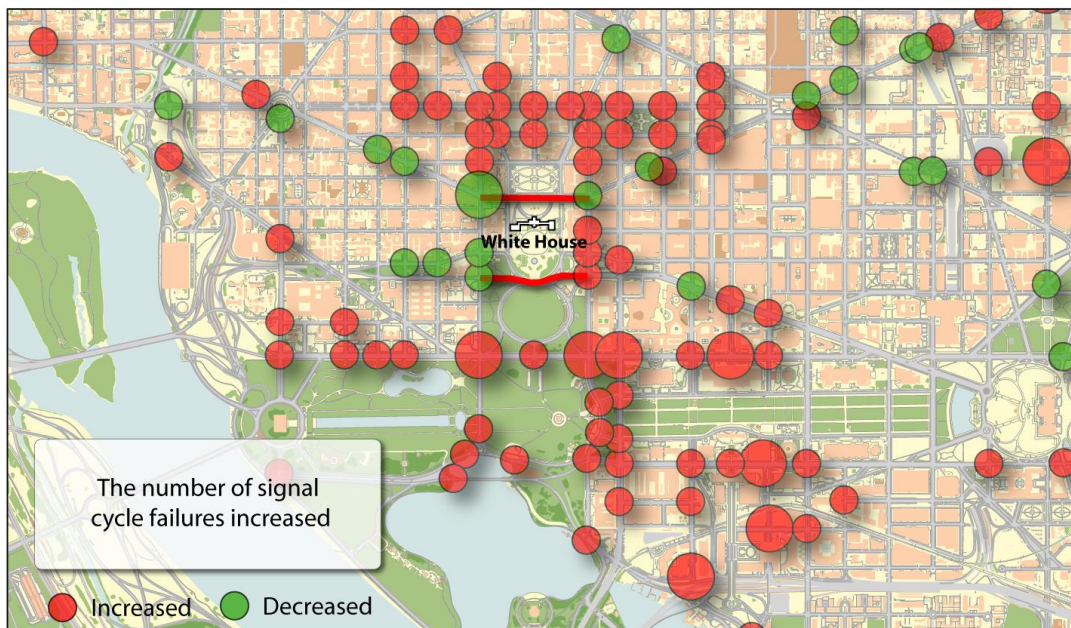 White House
The number of signal
cycle failures increased
Increased
Decreased